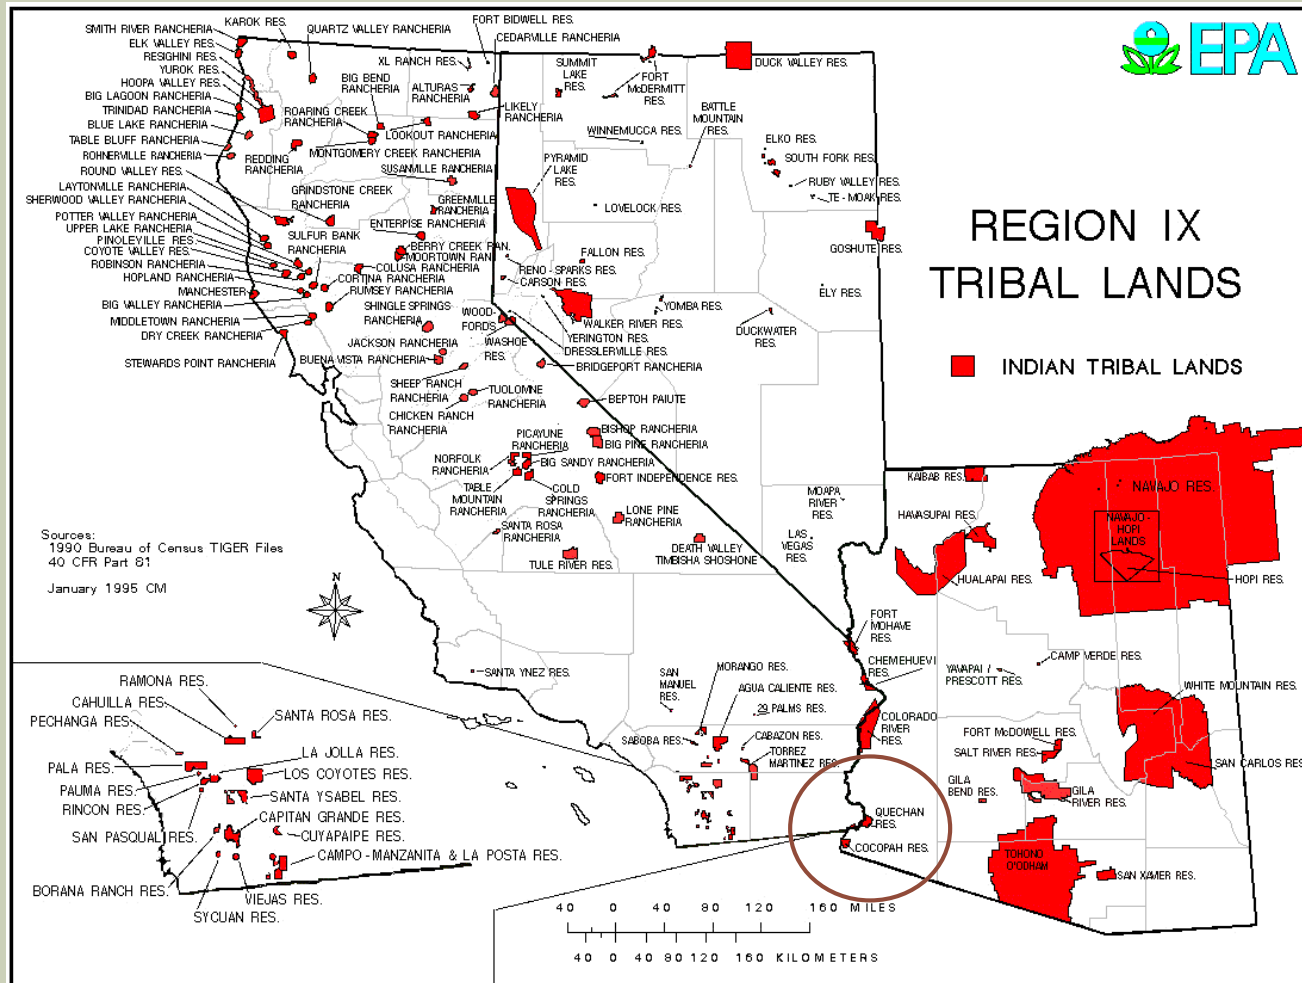 EPA
REGION IX
TRIBAL LANDS
INDIAN TRIBAL LANDS
KAROK RES.
SMITH RIVER RANCHERIA
ELK VALLEY RES.
RESIGHINI RES.
YUROK RES.
HOOPA VALLEY RES.
BIG LAGOON RANCHERIA
TRINIDAD RANCHERIA
BLUE LAKE RANCHERIA
TABLE BLUFF RANCHERIA
ROHNERVILLE RANCHERIA
ROUND VALLEY RES.
LAYTONVILLE RANCHERIA
SHERWOOD VALLEY RANCHERIA
POTTER VALLEY RANCHERIA
UPPER LAKE RANCHERIA
PINOLEVILLE RES.
COYOTE VALLEY RES.
ROBINSON RANCHERIA
HOPLAND RANCHERIA
MANCHESTER
BIG VALLEY RANCHERIA
MIDDLETOWN RANCHERIA
DRY CREEK RANCHERIA
STEWARDS POINT RANCHERIA
QUARTZ VALLEY RANCHERIA
FORT BIDWELL RES.
CEDARVILLE RANCHERIA
XL RANCH RES.
BIG BEND
RANCHERIA
ALTURAS
RANCHERIA
LIKELY
RANCHERIA
ROARING CREEK
RANCHERIA
LOOKOUT RANCHERIA
MONTGOMERY CREEK RANCHERIA
REDDING
RANCHERIA
SUSANVILLE RANCHERIA
GRINDSTONE CREEK
RANCHERIA
GREENVILLE
RANCHERIA
ENTERPISE RANCHERIA
SULFUR BANK
RANCHERIA
BERRY CREEK RAN.
MOORTOWN RAN.
COLUSA RANCHERIA
CORTINA RANCHERIA
RUMSEY RANCHERIA
SHINGLE SPRINGS
RANCHERIA
WOOD-
FORDS
WASHOE
RES.
JACKSON RANCHERIA
BUENA VISTA RANCHERIA
SHEEP RANCH
RANCHERIA
TUOLOMNE
RANCHERIA
CHICKEN RANCH
RANCHERIA
PICAYUNE
RANCHERIA
NORFOLK
RANCHERIA
BIG SANDY RANCHERIA
TABLE
MOUNTAIN
RANCHERIA
COLD
SPRINGS
RANCHERIA
SANTA ROSA
RANCHERIA
TULE RIVER RES.
BEPTOH PAIUTE
BISHOP RANCHERIA
BIG PINE RANCHERIA
FORT INDEPENDENCE RES.
LONE PINE
RANCHERIA
DEATH VALLEY
TIMBISHA SHOSHONE
SUMMIT
LAKE
RES.
FORT
McDERMITT
RES.
DUCK VALLEY RES.
BATTLE
MOUNTAIN
RES.
WINNEMUCCA RES.
ELKO RES.
SOUTH FORK RES.
RUBY VALLEY RES.
TE - MOAK RES.
PYRAMID
LAKE
RES.
LOVELOCK RES.
GOSHUTE RES.
FALLON RES.
RENO - SPARKS RES.
CARSON RES.
ELY RES.
YOMBA RES.
DUCKWATER
RES.
WALKER RIVER RES.
YERINGTON RES.
DRESSLERVILLE RES.
BRIDGEPORT RANCHERIA
MOAPA
RIVER
RES.
LAS
VEGAS
RES.
KAIBAB RES.
NAVAJO RES.
HAVASUPAI RES.
NAVAJO -
HOPI
LANDS
HUALAPAI RES.
HOPI RES.
FORT
MOHAVE
RES.
CHEMEHUEVI
RES.
CAMP VERDE RES.
YAVAPAI /
PRESCOTT RES.
WHITE MOUNTAIN RES.
COLORADO
RIVER
RES.
FORT McDOWELL RES.
SALT RIVER RES.
SAN CARLOS RES
GILA
BEND RES.
GILA
RIVER RES.
QUECHAN
RES.
COCOPAH RES.
TOHONO
O'ODHAM
SAN XAVIER RES.
Sources:
1990 Bureau of Census TIGER Files
40 CFR Part 81
January 1995 CM
N
SANTA YNEZ RES.
SAN
MANUEL
RES.
MORANGO RES.
AGUA CALIENTE RES.
29 PALMS RES.
SABOBA RES.
CABAZON RES.
TORREZ
MARTINEZ RES.
RAMONA RES.
CAHUILLA RES.
PECHANGA RES.
SANTA ROSA RES.
LA JOLLA RES.
PALA RES.
LOS COYOTES RES.
PAUMA RES.
RINCON RES.
SANTA YSABEL RES.
CAPITAN GRANDE RES.
SAN PASQUAL RES.
CUYAPAIPE RES.
CAMPO - MANZANITA & LA POSTA RES.
BORANA RANCH RES.
VIEJAS RES.
SYCUAN RES.
40 0 40 80 120 160 MILES
40 0 40 80 120 160 KILOMETERS